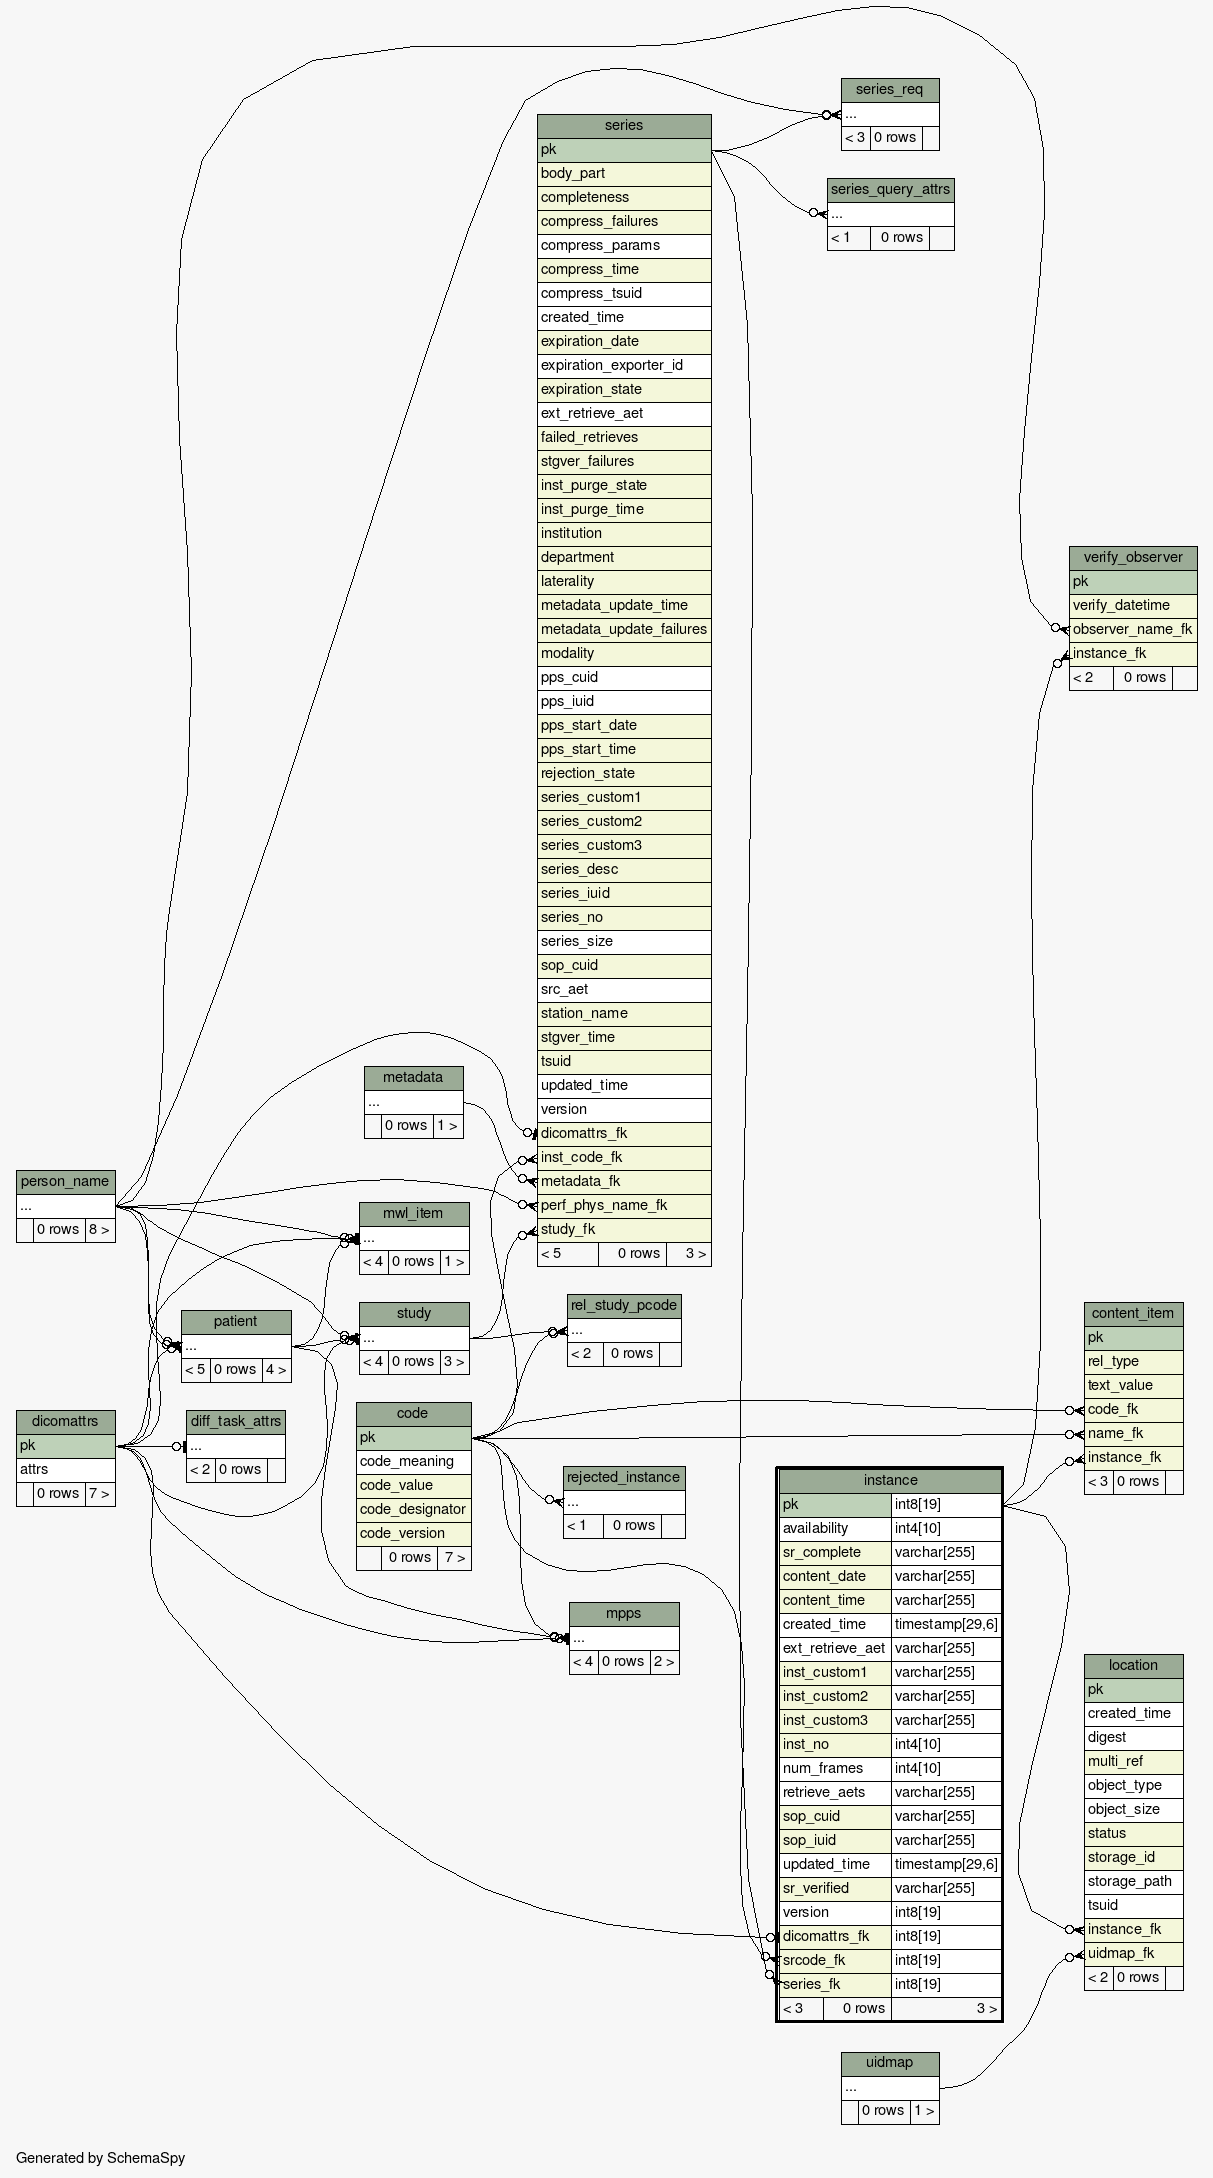 series_req
...
< 3 0 rows
series
pk
body_part
completeness
compress_failures
compress_params
compress_time
compress_tsuid
created_time
expiration_date
expiration_exporter_id
expiration_state
ext_retrieve_aet
failed_retrieves
stgver_failures
inst_purge_state
inst_purge_time
institution
department
laterality
metadata_update_time
metadata_update_failures
modality
pps_cuid
pps_iuid
pps_start_date
pps_start_time
rejection_state
series_custom1
series_custom2
series_custom3
series_desc
series_iuid
series_no
series_size
sop_cuid
src_aet
station_name
stgver_time
tsuid
updated_time
version
dicomattrs_fk
inst_code_fk
metadata_fk
perf_phys_name_fk
study_fk
< 5 0 rows 3 >
series_query_attrs
...
< 1 0 rows
verify_observer
pk
verify_datetime
observer_name_fk
instance_fk
< 2 0 rows
metadata
...
0 rows 1 >
person_name
...
0 rows 8 >
mwl_item
...
< 4 0 rows 1 >
patient
...
< 5 0 rows 4 >
study
...
< 4 0 rows 3 >
rel_study_pcode
...
< 2 0 rows
content_item
pk
rel_type
text_value
code_fk
name_fk
instance_fk
< 3 0 rows
dicomattrs
pk
attrs
0 rows 7 >
diff_task_attrs
...
< 2 0 rows
code
pk
code_meaning
code_value
code_designator
code_version
0 rows 7 >
rejected_instance
...
< 1 0 rows
mpps
...
< 4 0 rows 2 >
instance
pk int8[19]
availability int4[10]
sr_complete varchar[255]
content_date varchar[255]
content_time varchar[255]
created_time timestamp[29,6]
ext_retrieve_aet varchar[255]
inst_custom1 varchar[255]
inst_custom2 varchar[255]
inst_custom3 varchar[255]
inst_no int4[10]
num_frames int4[10]
retrieve_aets varchar[255]
sop_cuid varchar[255]
sop_iuid varchar[255]
updated_time timestamp[29,6]
sr_verified varchar[255]
version int8[19]
dicomattrs_fk int8[19]
srcode_fk int8[19]
series_fk int8[19]
< 3 0 rows 3 >
location
pk
created_time
digest
multi_ref
object_type
object_size
status
storage_id
storage_path
tsuid
instance_fk
uidmap_fk
< 2 0 rows
uidmap
...
0 rows 1 >
Generated by SchemaSpy